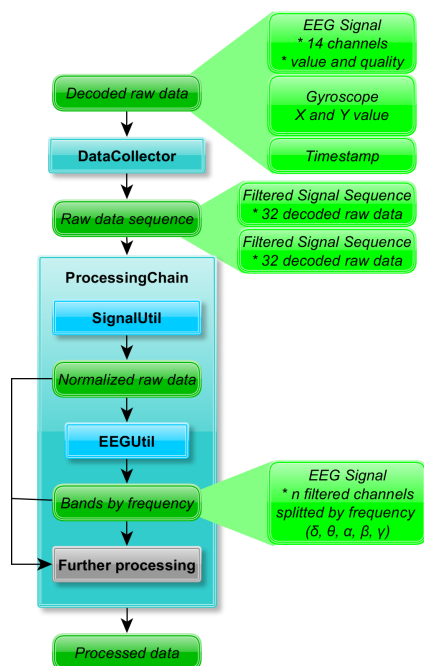 EEG Signal
* 14 channels
* value and quality
Decoded raw data
Gyroscope
X and Y value
DataCollector
Timestamp
Filtered Signal Sequence
* 32 decoded raw data
Raw data sequence
Filtered Signal Sequence
* 32 decoded raw data
ProcessingChain
SignalUtil
Normalized raw data
EEGUtil
EEG Signal
* n filtered channels
splitted by frequency
(δ, θ, α, β, γ)
Bands by frequency
Further processing
Processed data